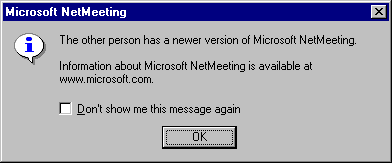 Microsoft NetMeeting
The other person has a newer version of Microsoft NetMeeting.
Information about Microsoft NetMeeting is available at
www.microsoft.com.
Don't show me this message again
OK